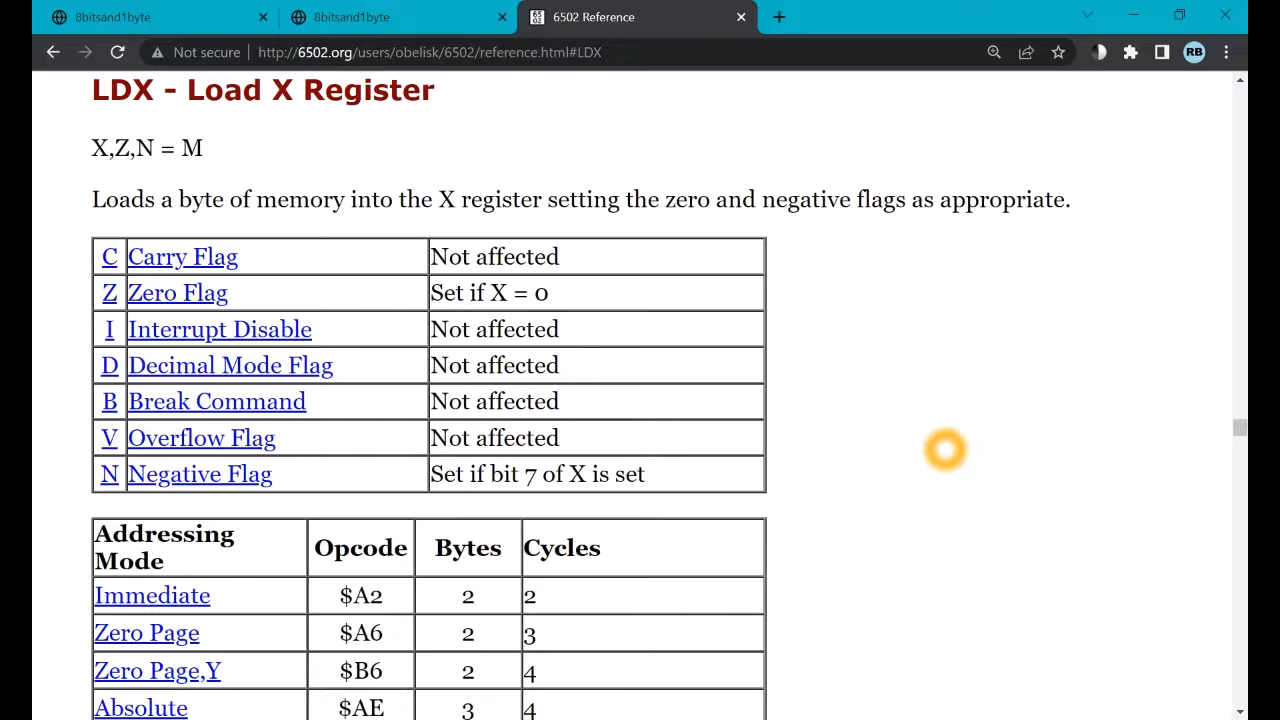 8bitsand1byte
8bitsand1byte
65 02 6502 Reference
Not secure http://6502.org/users/obelisk/6502/reference.html#LDX
RB
LDX - Load X Register
X,Z,N = M
Loads a byte of memory into the X register setting the zero and negative flags as appropriate.
C Carry Flag Not affected
Z Zero Flag Set if X = 0
I Interrupt Disable Not affected
D Decimal Mode Flag Not affected
B Break Command Not affected
V Overflow Flag Not affected
N Negative Flag Set if bit 7 of X is set
Addressing
Mode Opcode Bytes Cycles
Immediate $A2 2 2
Zero Page $A6 2 3
Zero Page,Y $B6 2 4
Absolute $AE 3 4